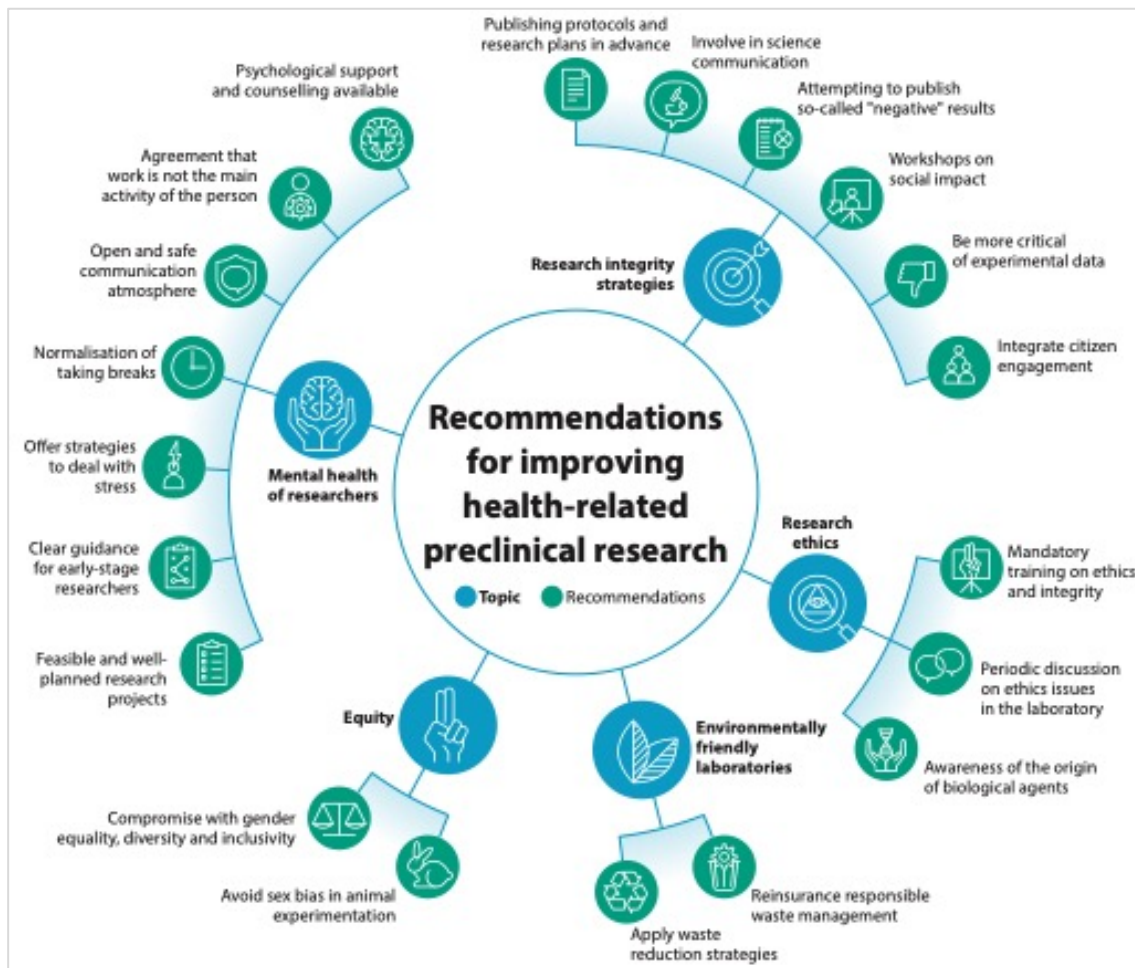 Publishing protocols and
research plans in advance
Involve in science
communication
Attempting to publish
so-called "negative" results
Workshops on
social impact
Be more critical
of experimental data
Integrate citizen
engagement
Research integrity
strategies
Psychological support
and counselling available
Agreement that
work is not the main
activity of the person
Open and safe
communication
atmosphere
Normalisation of
taking breaks
Offer strategies
to deal with
stress
Clear guidance
for early-stage
researchers
Feasible and well-
planned research
projects
Mental health
of researchers
Recommendations
for improving
health-related
preclinical research
Topic
Recommendations
Research
ethics
Mandatory
training on ethics
and integrity
Periodic discussion
on ethics issues
in the laboratory
Awareness of the origin
of biological agents
Equity
Compromise with gender
equality, diversity and inclusivity
Avoid sex bias in animal
experimentation
Environmentally
friendly
laboratories
Reinsurance responsible
waste management
Apply waste
reduction strategies